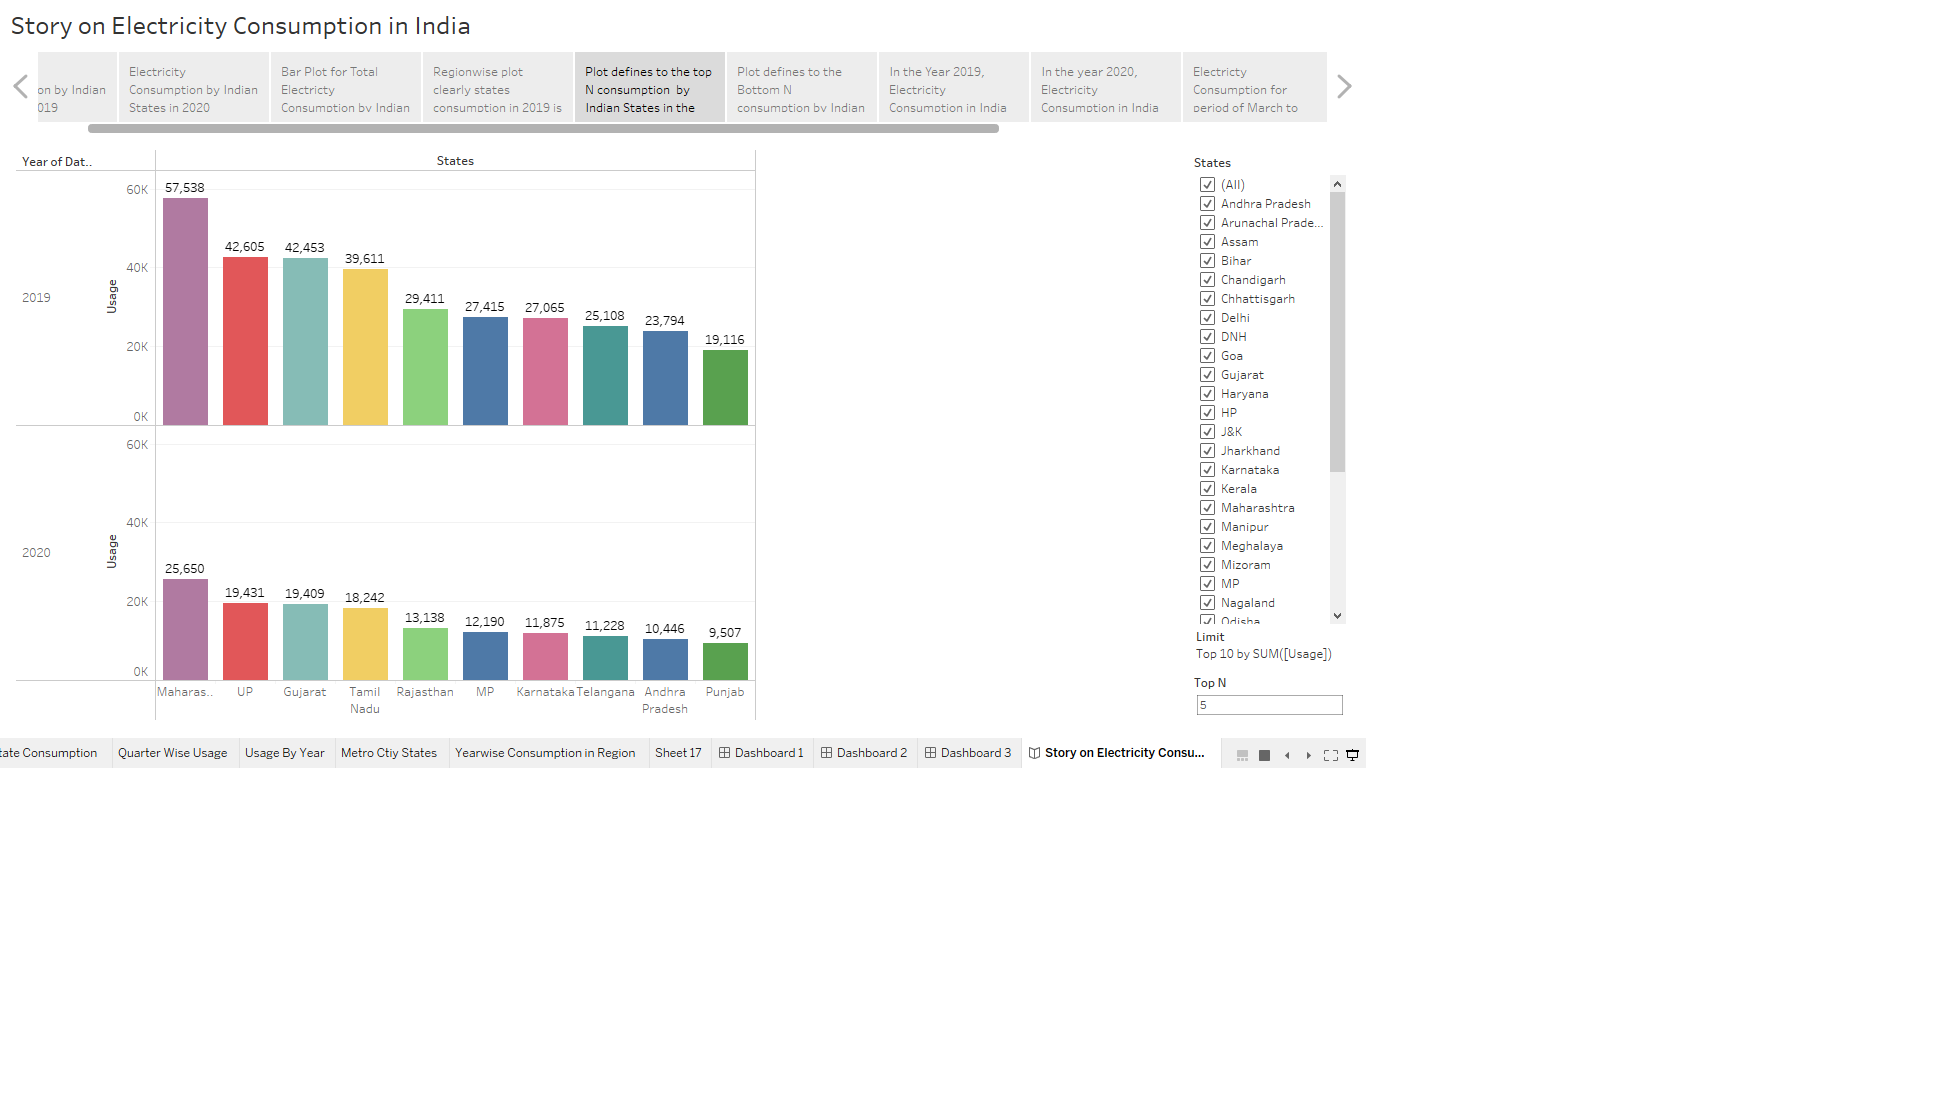 Story on Electricity Consumption in India
on by Indian
019
Electricity
Consumption by Indian
States in 2020
Bar Plot for Total
Electricty
Consumption by Indian
Regionwise plot
clearly states
consumption in 2019 is
Plot defines to the top
N consumption by
Indian States in the
Plot defines to the
Bottom N
consumption by Indian
In the Year 2019,
Electricity
Consumption in India
In the year 2020,
Electricity
Consumption in India
Electricty
Consumption for
period of March to
Year of Dat..
States
2019
Usage
60K
40K
20K
0K
57,538
42,605
42,453
39,611
29,411
27,415
27,065
25,108
23,794
19,116
2020
Usage
60K
40K
20K
0K
25,650
19,431
19,409
18,242
13,138
12,190
11,875
11,228
10,446
9,507
Maharas..
UP
Gujarat
Tamil
Nadu
Rajasthan
MP
Karnataka
Telangana
Andhra
Pradesh
Punjab
States
(All)
Andhra Pradesh
Arunachal Prade...
Assam
Bihar
Chandigarh
Chhattisgarh
Delhi
DNH
Goa
Gujarat
Haryana
HP
J&K
Jharkhand
Karnataka
Kerala
Maharashtra
Manipur
Meghalaya
Mizoram
MP
Nagaland
Odisha
Limit
Top 10 by SUM([Usage])
Top N
5
tate Consumption
Quarter Wise Usage
Usage By Year
Metro Ctiy States
Yearwise Consumption in Region
Sheet 17
Dashboard 1
Dashboard 2
Dashboard 3
Story on Electricity Consu...